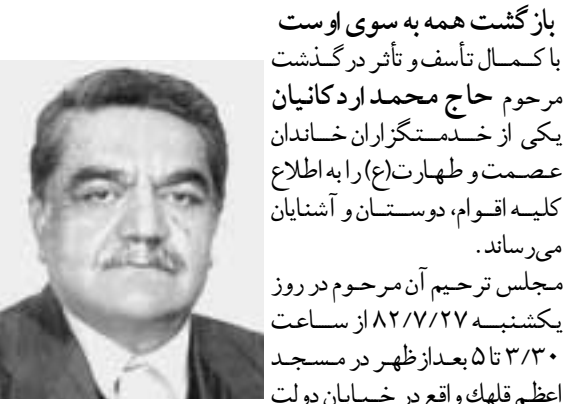 بازگشت همه به سوی اوست
با کمال تأسف و تأثر درگذشت
مرحوم حاج محمد اردکانیان
یکی از خدمتگزاران خاندان
عصمت و طهارت(ع) را به اطلاع
کلیه اقوام، دوستان و آشنایان
می‌رساند.
مجلس ترحیم آن مرحوم در روز
یکشنبه ۸۲/۷/۲۷ از ساعت
۳/۳۰ تا ۵ بعدازظهر در مسجد
اعظم قلهك واقع در خیابان دولت